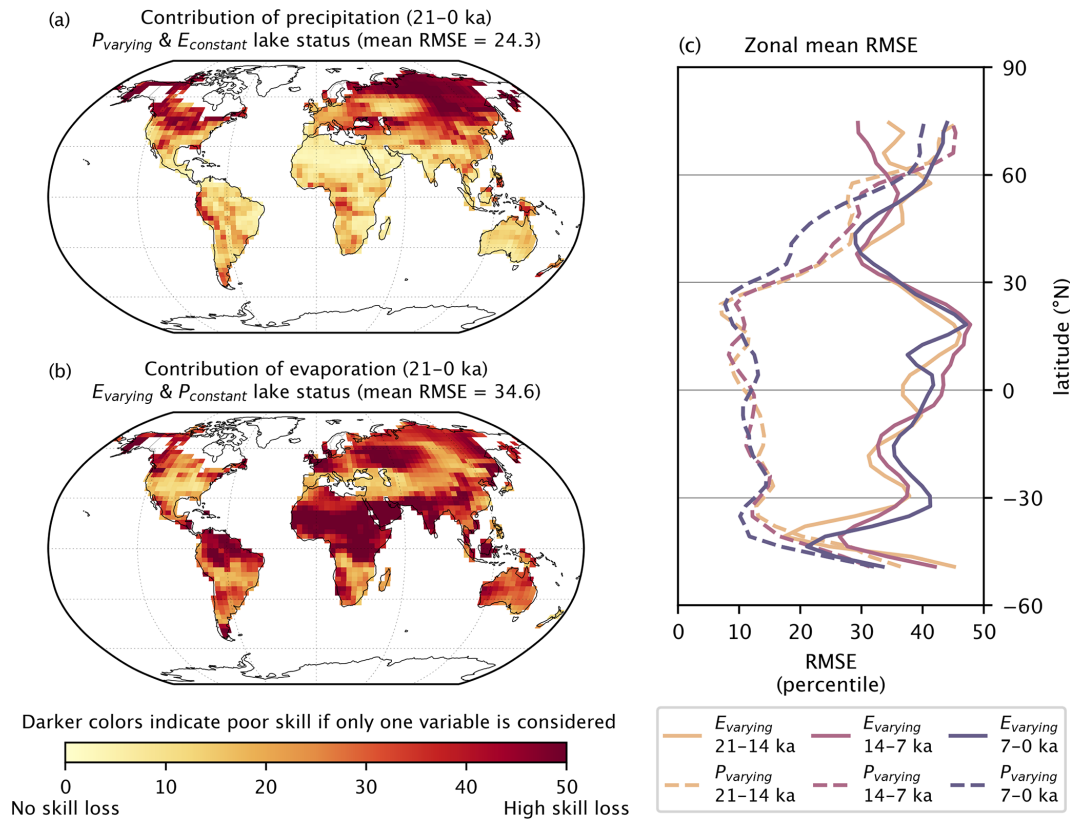 (a)
Contribution of precipitation (21–0 ka)
Pvarying & Econstant lake status (mean RMSE = 24.3)
(b)
Contribution of evaporation (21–0 ka)
Evarying & Pconstant lake status (mean RMSE = 34.6)
Darker colors indicate poor skill if only one variable is considered
0 10 20 30 40 50
No skill loss High skill loss
(c) Zonal mean RMSE
90
60
30
0
−30
−60
latitude (°N)
0 10 20 30 40 50
RMSE
(percentile)
Evarying Evarying Evarying
21–14 ka 14–7 ka 7–0 ka
Pvarying Pvarying Pvarying
21–14 ka 14–7 ka 7–0 ka